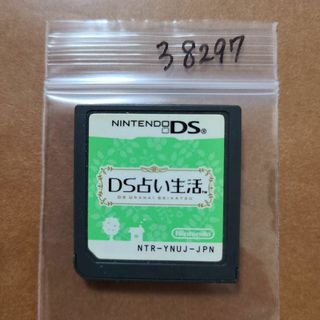 38297
NINTENDO DS
DS占い生活
DS URANAI SEIKATSU
Nintendo
NTR-YNUJ-JPN